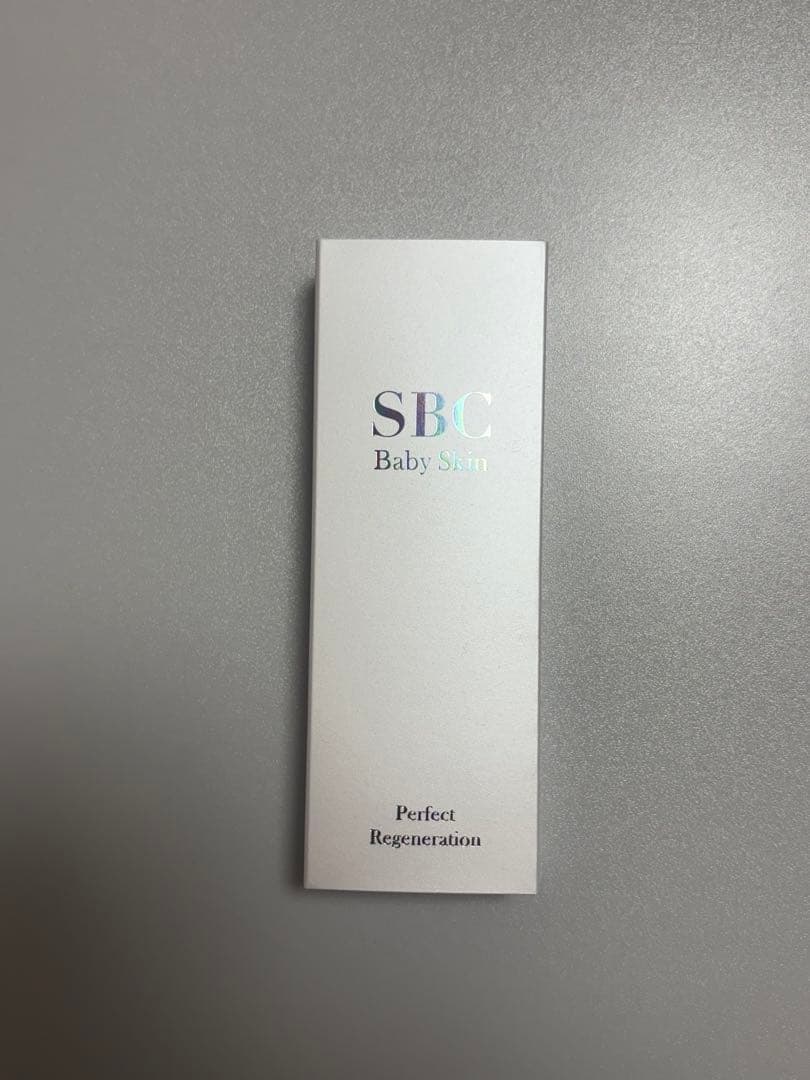 SBC
Baby Skin
Perfect
Regeneration